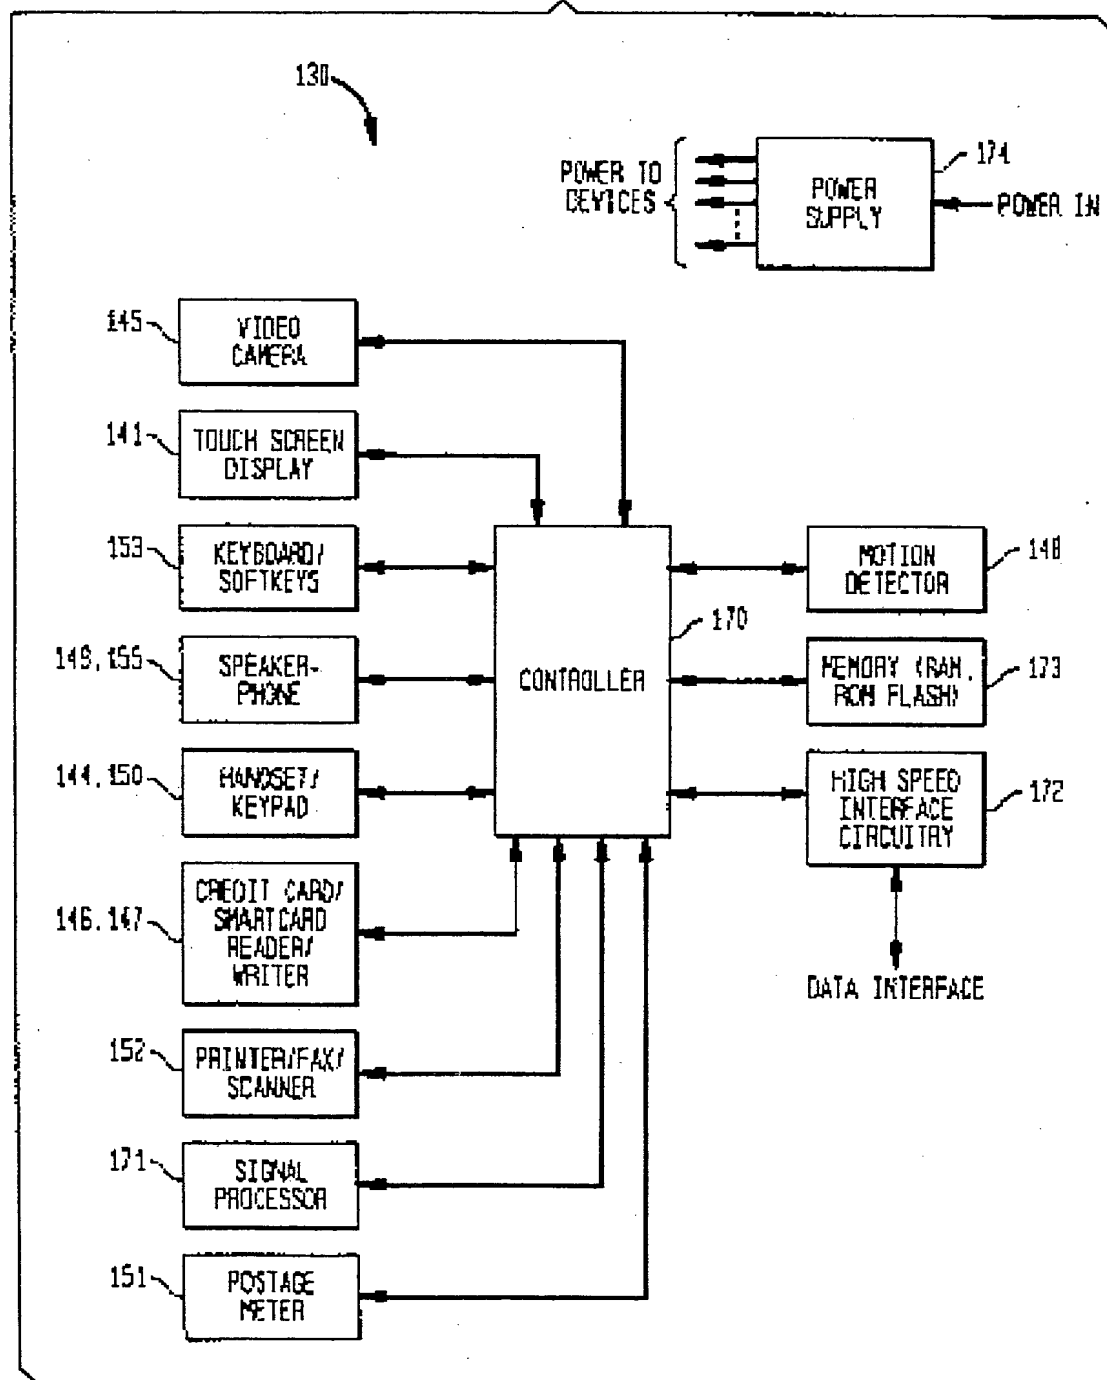 130
POWER TO
DEVICES
POWER
SUPPLY
174
POWER IN
145
VIDEO
CAMERA
141
TOUCH SCREEN
DISPLAY
153
KEYBOARD/
SOFTKEYS
149, 155
SPEAKER-
PHONE
144, 150
HANDSET/
KEYPAD
146, 147
CREDIT CARD/
SMARTCARD
READER/
WRITER
152
PRINTER/FAX/
SCANNER
171
SIGNAL
PROCESSOR
151
POSTAGE
METER
CONTROLLER
170
MOTION
DETECTOR
148
MEMORY (RAM,
ROM FLASH)
173
HIGH SPEED
INTERFACE
CIRCUITRY
172
DATA INTERFACE